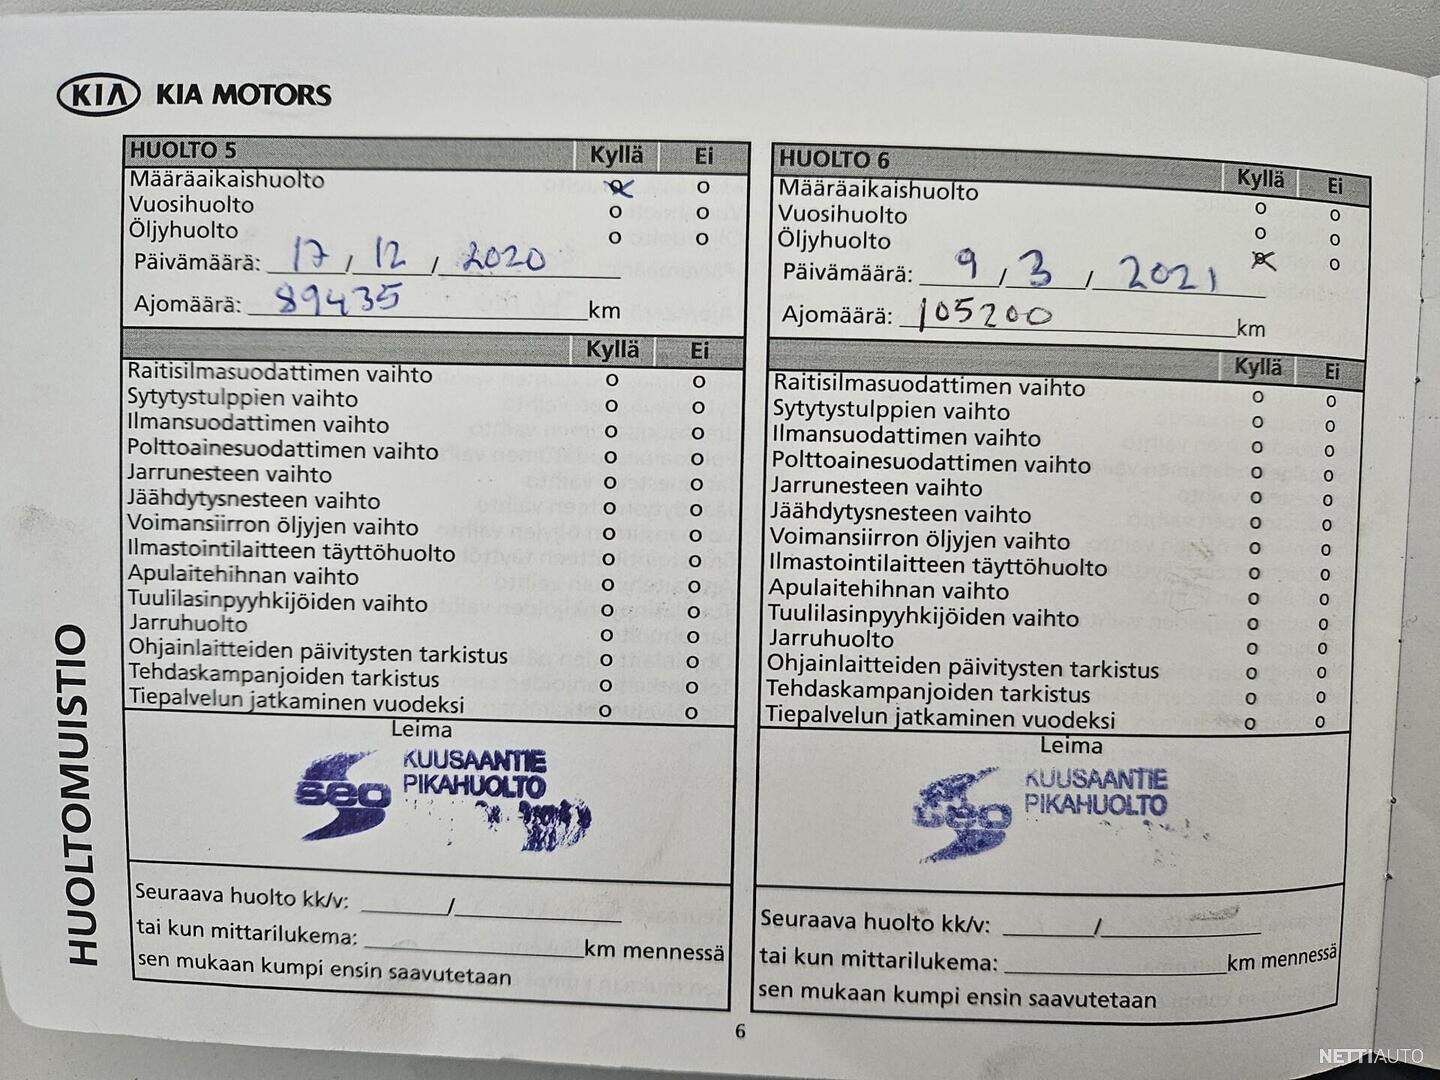 KIA KIA MOTORS
HUOLTO 5 Kyllä Ei
Määräaikaishuolto x o
Vuosihuolto o o
Öljyhuolto o o
Päivämäärä: 17 / 12 / 2020
Ajomäärä: 89435 km
Kyllä Ei
Raitisilmasuodattimen vaihto o o
Sytytystulppien vaihto o o
Ilmansuodattimen vaihto o o
Polttoainesuodattimen vaihto o o
Jarrunesteen vaihto o o
Jäähdytysnesteen vaihto o o
Voimansiirron öljyjen vaihto o o
Ilmastointilaitteen täyttöhuolto o o
Apulaitehihnan vaihto o o
Tuulilasinpyyhkijöiden vaihto o o
Jarruhuolto o o
Ohjainlaitteiden päivitysten tarkistus o o
Tehdaskampanjoiden tarkistus o o
Tiepalvelun jatkaminen vuodeksi o o
Leima
seo KUUSAANTIE
PIKAHUOLTO
Seuraava huolto kk/v: /
tai kun mittarilukema: km mennessä
sen mukaan kumpi ensin saavutetaan
HUOLTO 6 Kyllä Ei
Määräaikaishuolto o o
Vuosihuolto o o
Öljyhuolto x o
Päivämäärä: 9 / 3 / 2021
Ajomäärä: 105200 km
Kyllä Ei
Raitisilmasuodattimen vaihto o o
Sytytystulppien vaihto o o
Ilmansuodattimen vaihto o o
Polttoainesuodattimen vaihto o o
Jarrunesteen vaihto o o
Jäähdytysnesteen vaihto o o
Voimansiirron öljyjen vaihto o o
Ilmastointilaitteen täyttöhuolto o o
Apulaitehihnan vaihto o o
Tuulilasinpyyhkijöiden vaihto o o
Jarruhuolto o o
Ohjainlaitteiden päivitysten tarkistus o o
Tehdaskampanjoiden tarkistus o o
Tiepalvelun jatkaminen vuodeksi o o
Leima
seo KUUSAANTIE
PIKAHUOLTO
Seuraava huolto kk/v: /
tai kun mittarilukema: km mennessä
sen mukaan kumpi ensin saavutetaan
HUOLTOMUISTIO
6
NETTIAUTO